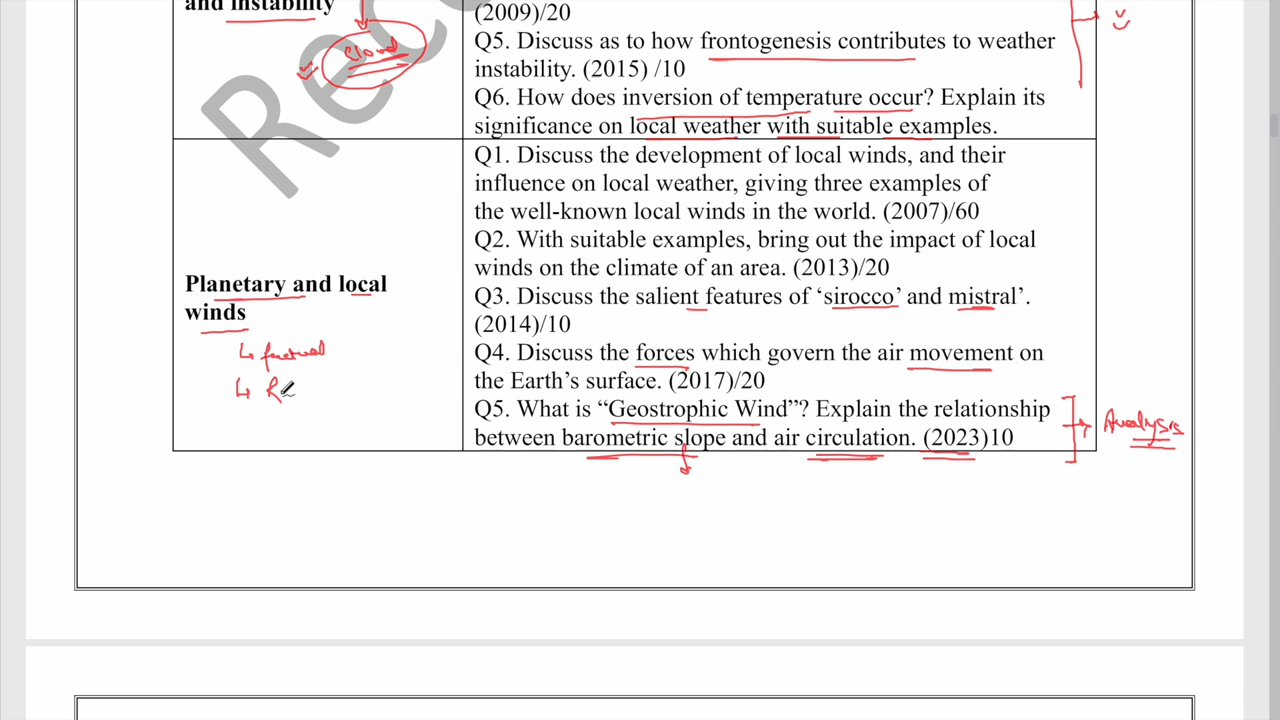 and instability
cloud
(2009)/20
Q5. Discuss as to how frontogenesis contributes to weather
instability. (2015) /10
Q6. How does inversion of temperature occur? Explain its
significance on local weather with suitable examples.
Planetary and local
winds
factual
R
Q1. Discuss the development of local winds, and their
influence on local weather, giving three examples of
the well-known local winds in the world. (2007)/60
Q2. With suitable examples, bring out the impact of local
winds on the climate of an area. (2013)/20
Q3. Discuss the salient features of ‘sirocco’ and mistral’.
(2014)/10
Q4. Discuss the forces which govern the air movement on
the Earth’s surface. (2017)/20
Q5. What is “Geostrophic Wind”? Explain the relationship
between barometric slope and air circulation. (2023)10
Analysis
Rec